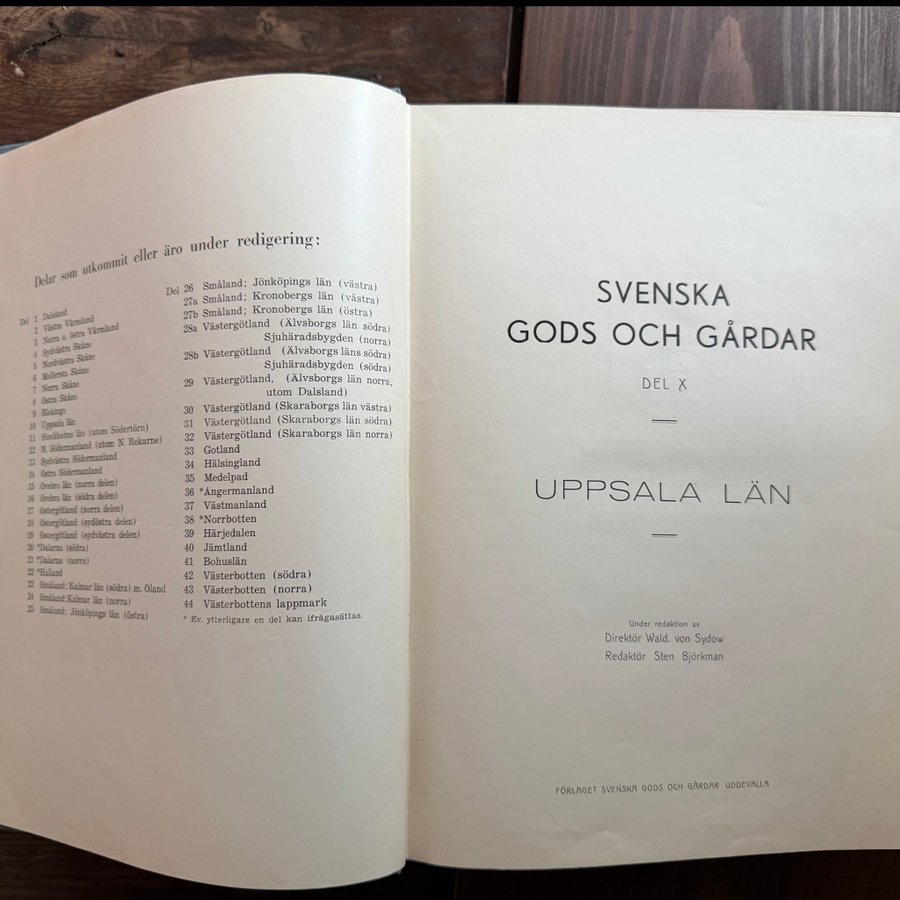 Delar som utkommit eller äro under redigering:
Del 1 Dalsland
2 Västra Värmland
3 Norra o. östra Värmland
4 Sydvästra Skåne
5 Nordvästra Skåne
6 Mellersta Skåne
7 Norra Skåne
8 Östra Skåne
9 Blekinge
10 Uppsala län
11 Stockholms län (utom Södertörn)
12 N. Södermanland (utom N. Rekarne)
13 Sydvästra Södermanland
14 Östra Södermanland
15 Örebro län (norra delen)
16 Örebro län (södra delen)
17 Östergötland (norra delen)
18 Östergötland (sydöstra delen)
19 Östergötland (sydvästra delen)
20 *Dalarna (södra)
21 *Dalarna (norra)
22 *Halland
23 Småland; Kalmar län (södra) m. Öland
24 Småland; Kalmar län (norra)
25 Småland; Jönköpings län (östra)
Del 26 Småland; Jönköpings län (västra)
27a Småland; Kronobergs län (västra)
27b Småland; Kronobergs län (östra)
28a Västergötland (Älvsborgs län södra)
Sjuhäradsbygden (norra)
28b Västergötland (Älvsborgs läns södra)
Sjuhäradsbygden (södra)
29 Västergötland, (Älvsborgs län norra,
utom Dalsland)
30 Västergötland (Skaraborgs län västra)
31 Västergötland (Skaraborgs län södra)
32 Västergötland (Skaraborgs län norra)
33 Gotland
34 Hälsingland
35 Medelpad
36 *Ångermanland
37 Västmanland
38 *Norrbotten
39 Härjedalen
40 Jämtland
41 Bohuslän
42 Västerbotten (södra)
43 Västerbotten (norra)
44 Västerbottens lappmark
* Ev. ytterligare en del kan ifrågasättas.
SVENSKA
GODS OCH GÅRDAR
DEL X
UPPSALA LÄN
Under redaktion av
Direktör Wald. von Sydow
Redaktör Sten Björkman
FÖRLAGET SVENSKA GODS OCH GÅRDAR UDDEVALLA